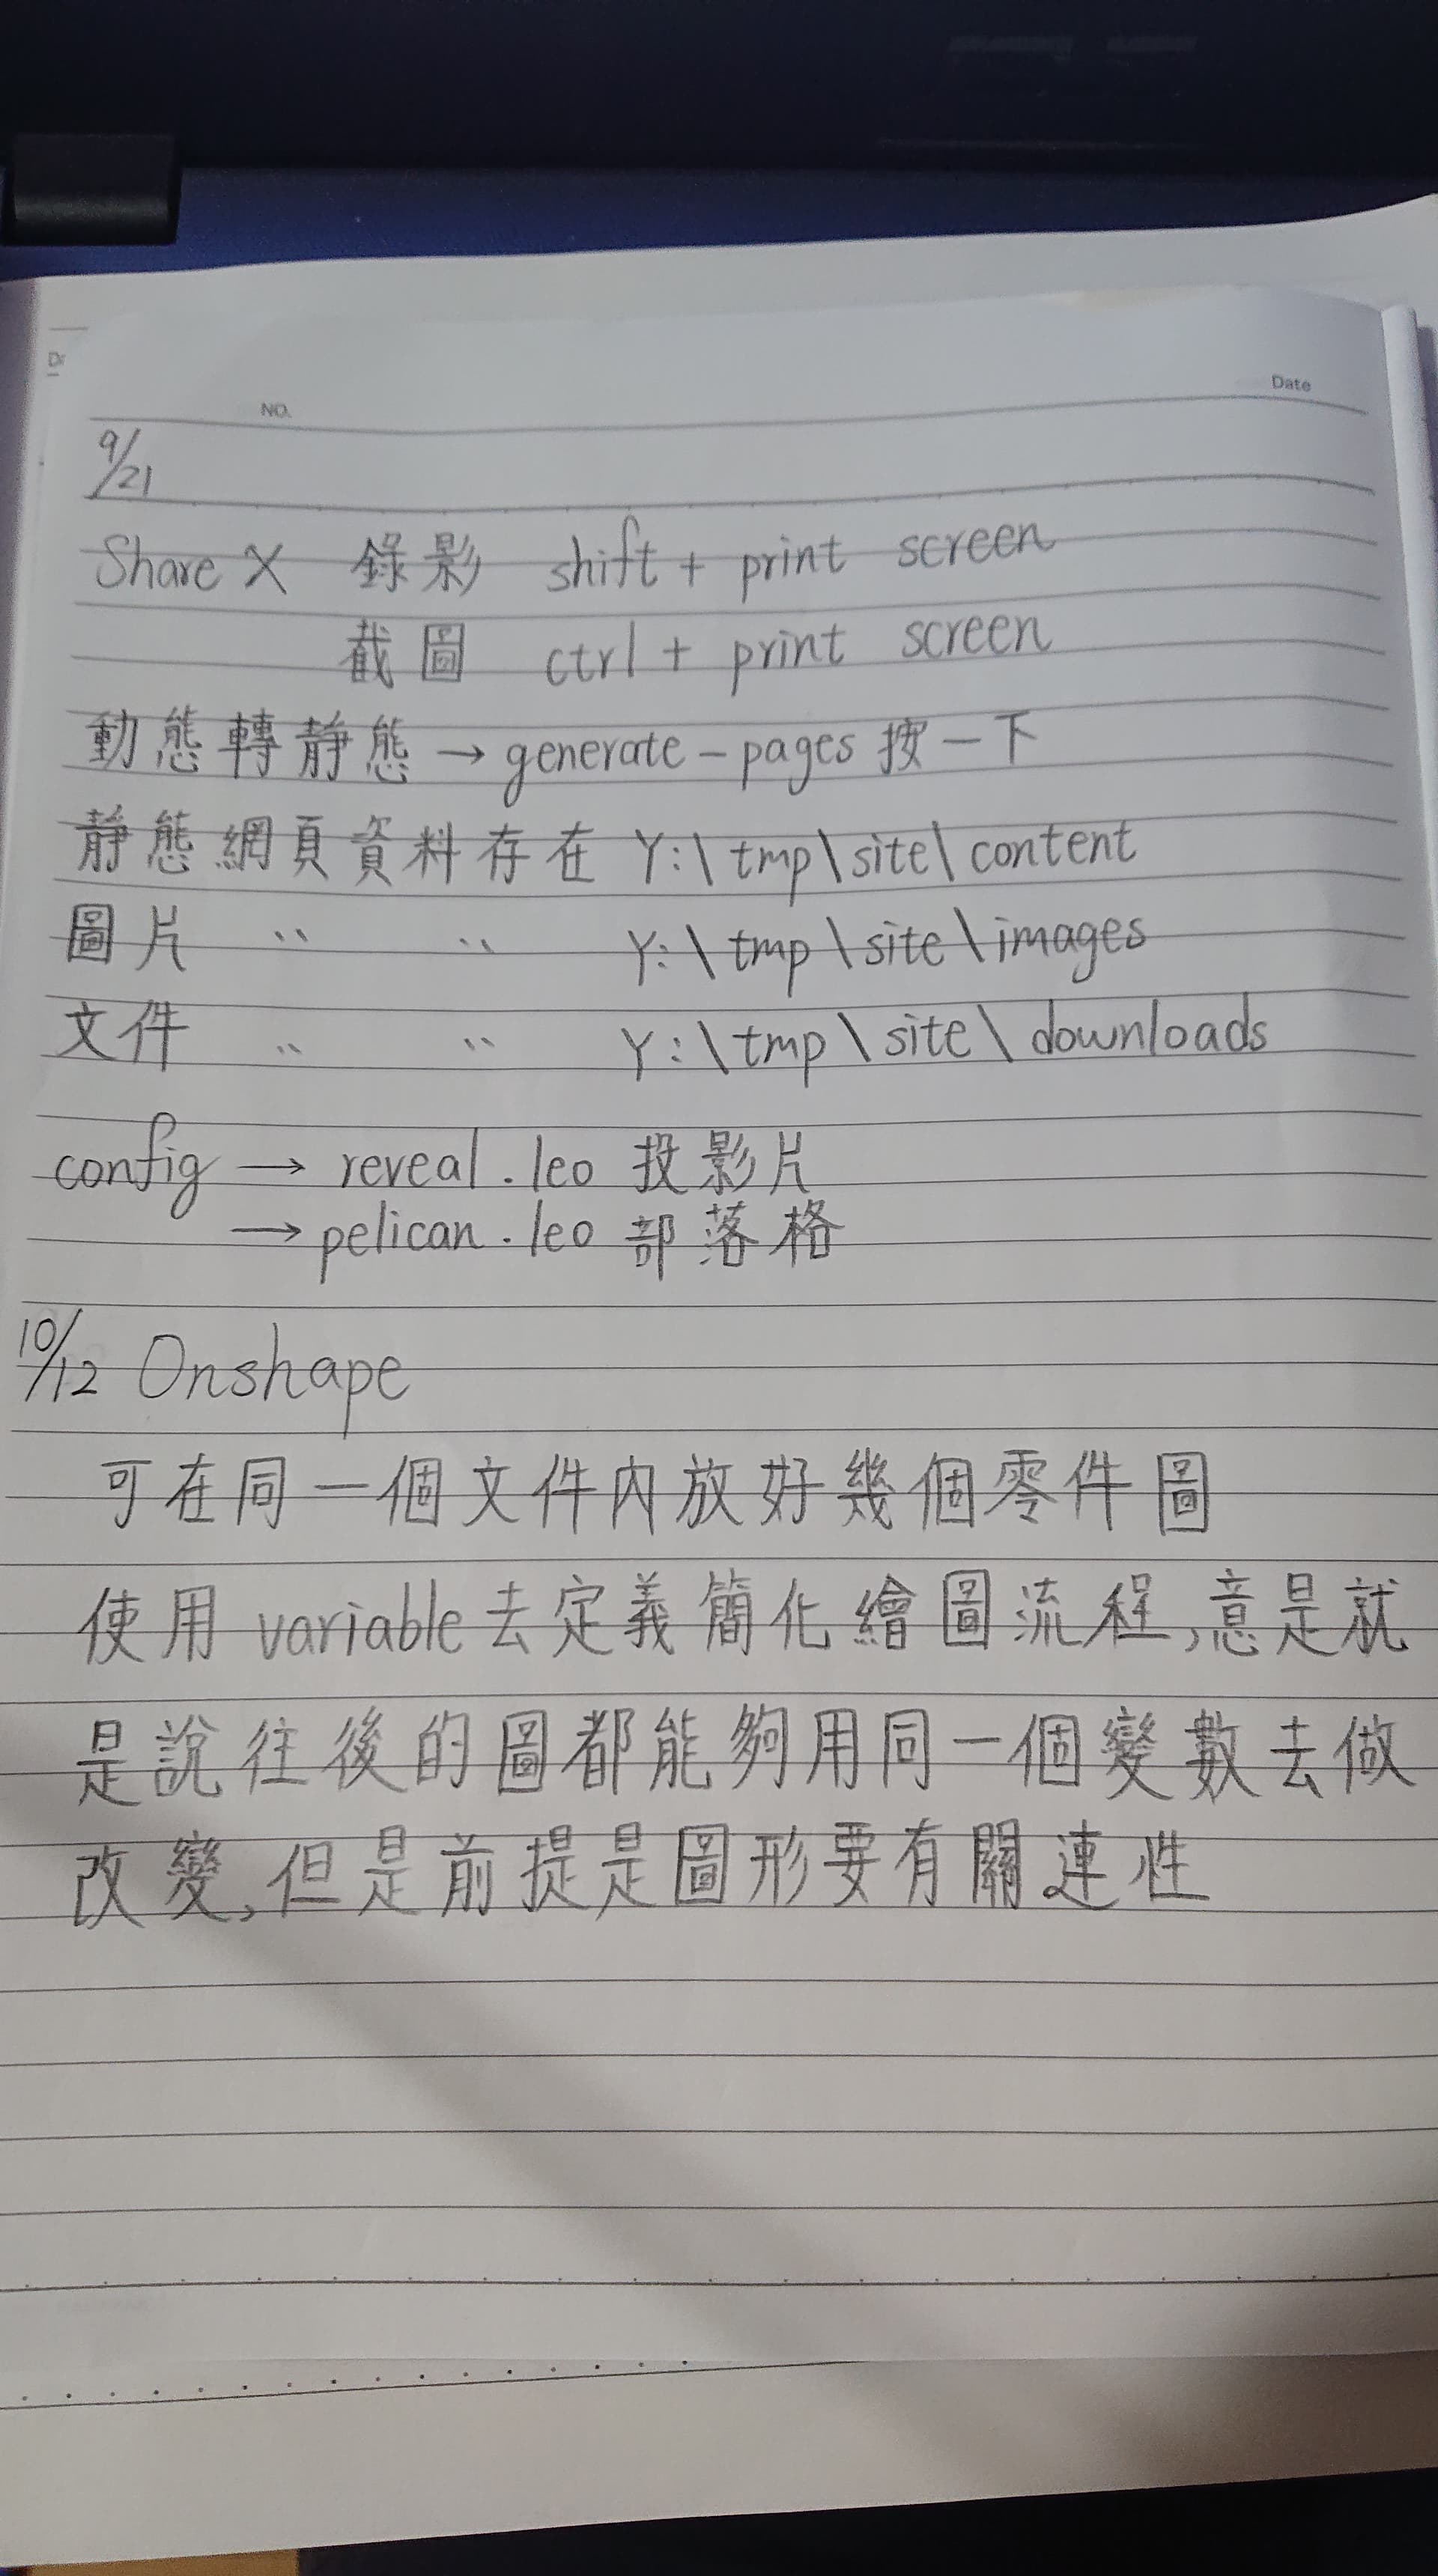 NO.
Date
9/21
ShareX 錄影 shift + print screen
截圖 ctrl + print screen
動態轉靜態 → generate-pages 按一下
靜態網頁資料存在 Y:\tmp\site\content
圖片 〃 〃 Y:\tmp\site\images
文件 〃 〃 Y:\tmp\site\downloads
config → reveal.leo 投影片
→ pelican.leo 部落格
10/12 Onshape
可在同一個文件內放好幾個零件圖
使用 variable 去定義簡化繪圖流程,意是就
是說往後的圖都能夠用同一個變數去做
改變,但是前提是圖形要有關連性